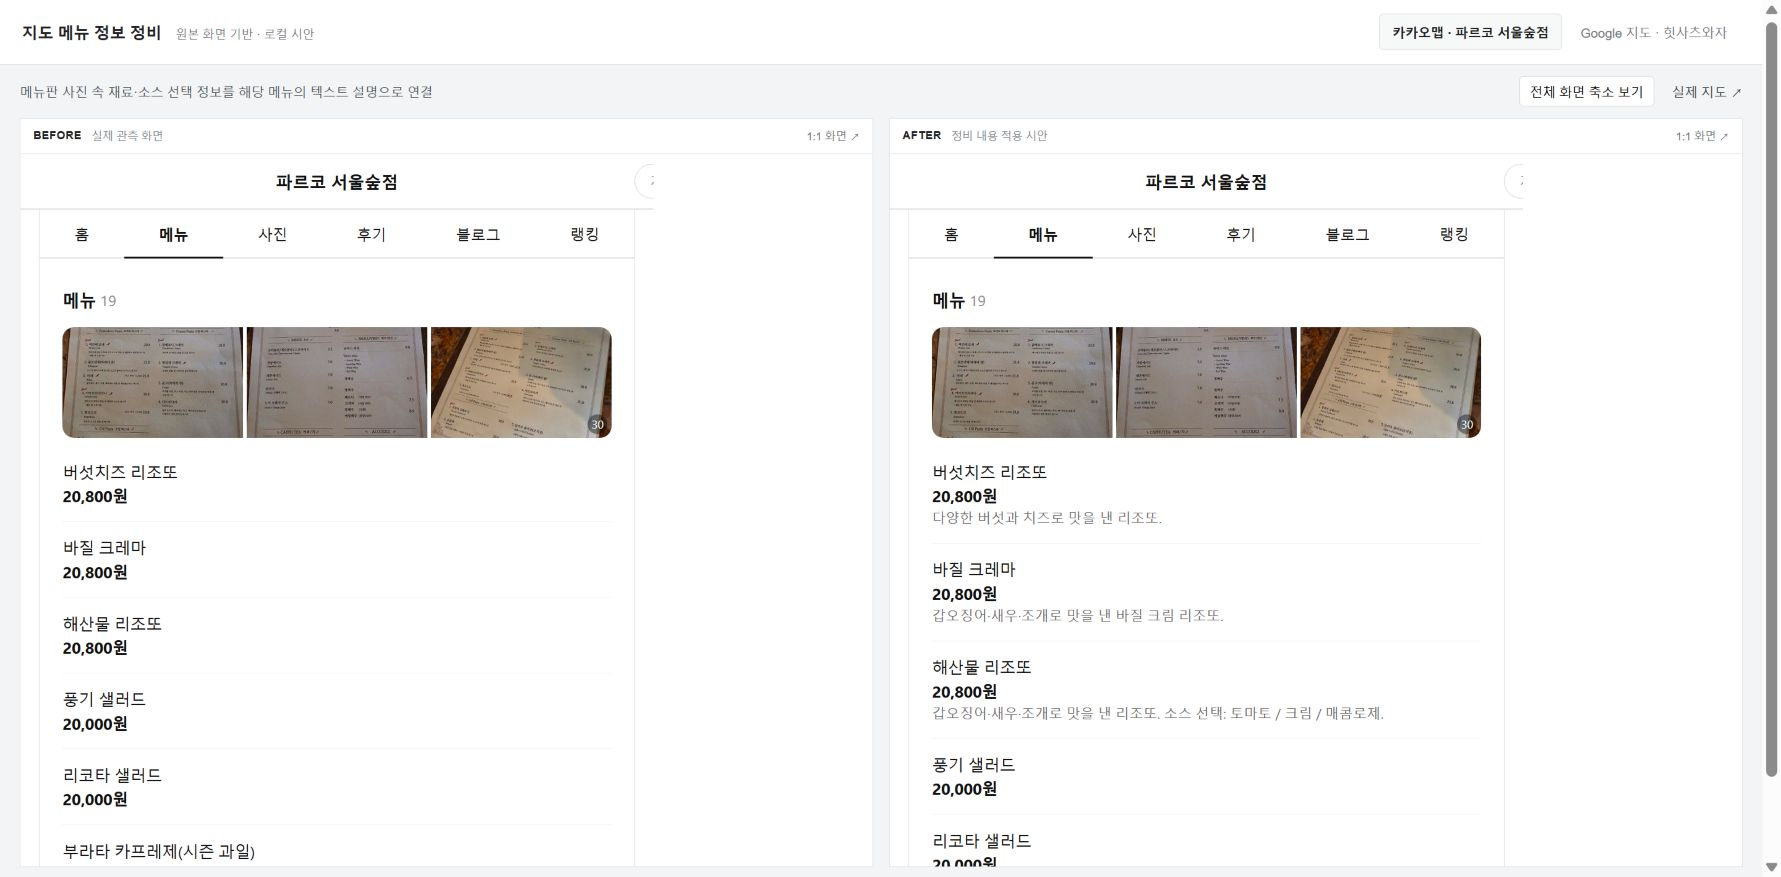 지도 메뉴 정보 정비 원본 화면 기반 · 로컬 시안
카카오맵 · 파르코 서울숲점 Google 지도 · 힛사츠와자
메뉴판 사진 속 재료·소스 선택 정보를 해당 메뉴의 텍스트 설명으로 연결
전체 화면 축소 보기 실제 지도 ↗
BEFORE 실제 관측 화면 1:1 화면 ↗
파르코 서울숲점
홈 메뉴 사진 후기 블로그 랭킹
메뉴 19
30
버섯치즈 리조또
20,800원
바질 크레마
20,800원
해산물 리조또
20,800원
풍기 샐러드
20,000원
리코타 샐러드
20,000원
부라타 카프레제(시즌 과일)
AFTER 정비 내용 적용 시안 1:1 화면 ↗
파르코 서울숲점
홈 메뉴 사진 후기 블로그 랭킹
메뉴 19
30
버섯치즈 리조또
20,800원
다양한 버섯과 치즈로 맛을 낸 리조또.
바질 크레마
20,800원
갑오징어·새우·조개로 맛을 낸 바질 크림 리조또.
해산물 리조또
20,800원
갑오징어·새우·조개로 맛을 낸 리조또. 소스 선택: 토마토 / 크림 / 매콤로제.
풍기 샐러드
20,000원
리코타 샐러드
20,000원